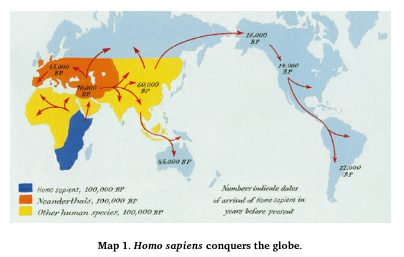 16,000
BP
45,000
BP
70,000
BP
60,000
BP
14,000
BP
45,000
BP
12,000
BP
Homo sapiens, 100,000 BP
Neanderthals, 100,000 BP
Other human species, 100,000 BP
Numbers indicate dates
of arrival of Homo sapiens in
years before present
Map 1. Homo sapiens conquers the globe.